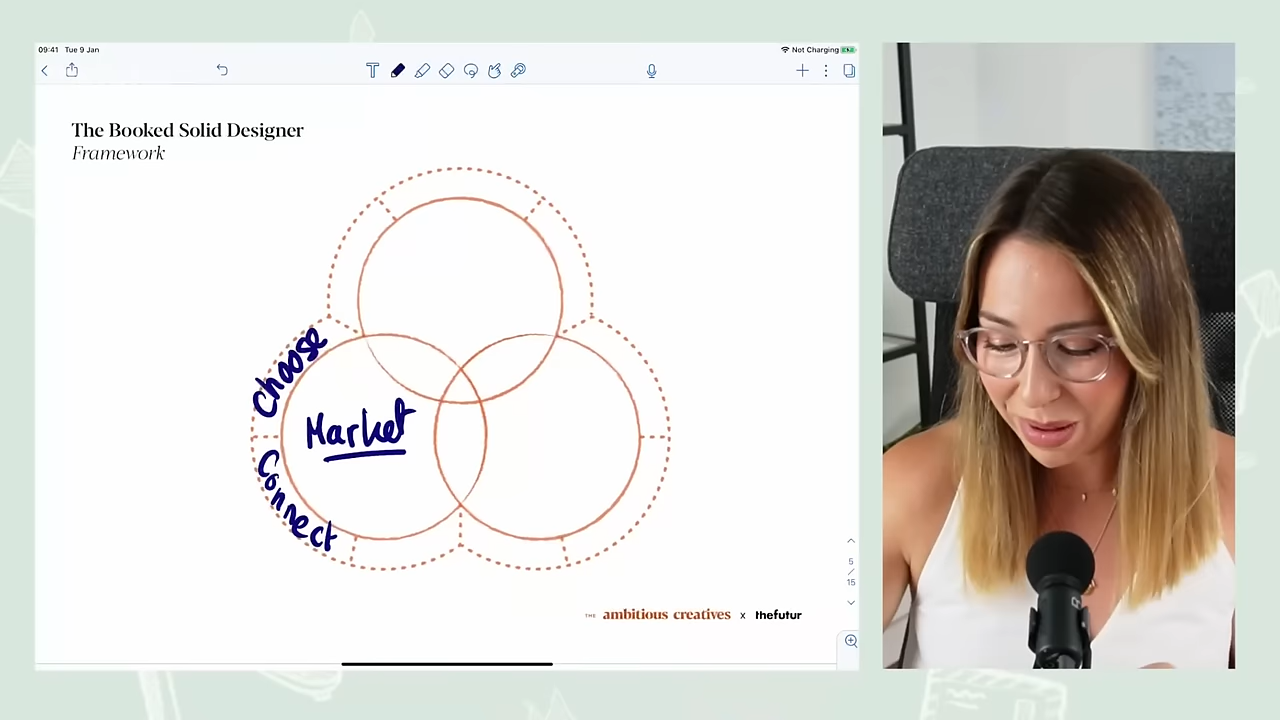 09:41 Tue 9 Jan
Not Charging
The Booked Solid Designer
Framework
Choose
Market
Connect
5
/
15
THE ambitious creatives x thefutur